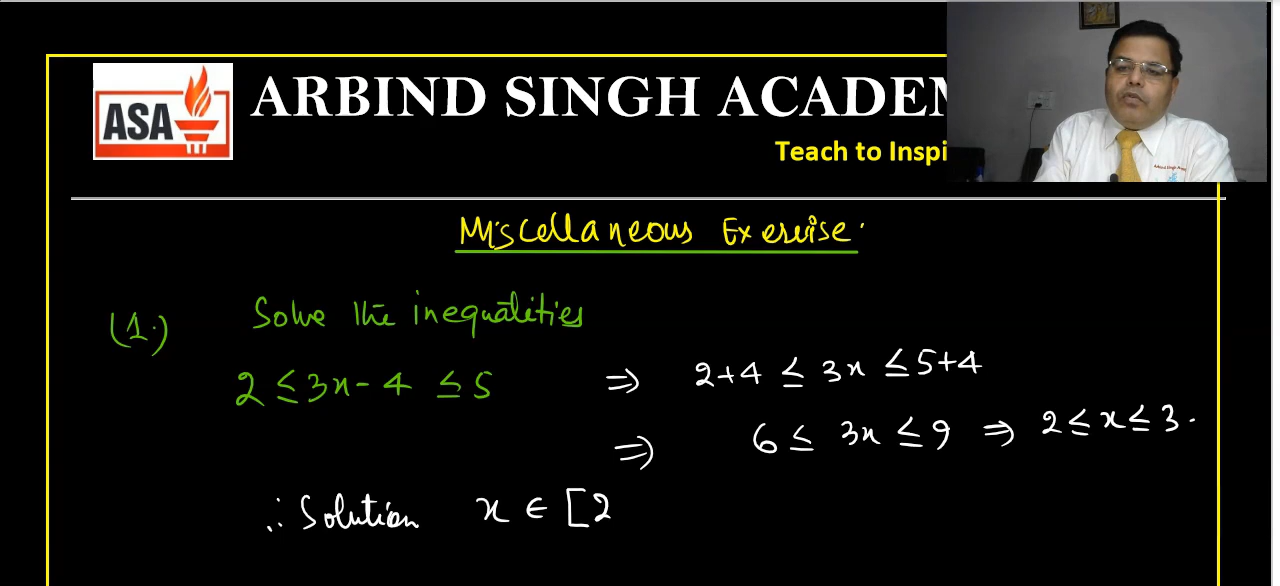 ASA
ARBIND SINGH ACADEM
Teach to Inspi
Miscellaneous Exercise.
(1.) Solve the inequalities
2 ≤ 3x - 4 ≤ 5 ⇒ 2+4 ≤ 3x ≤ 5+4
⇒ 6 ≤ 3x ≤ 9 ⇒ 2 ≤ x ≤ 3.
∴ Solution x ∈ [2